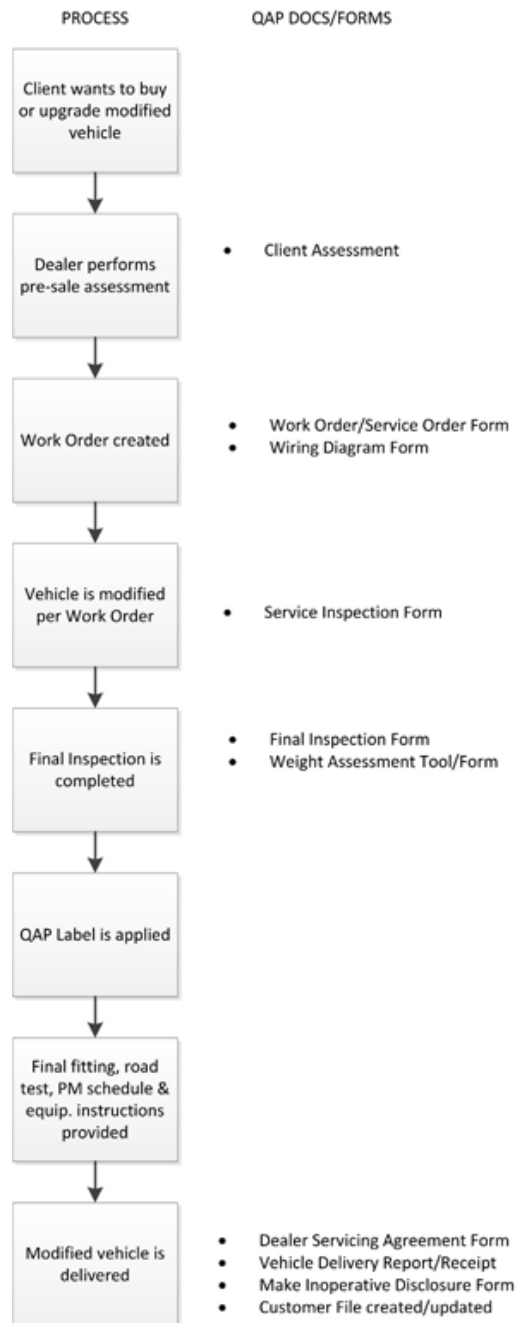 PROCESS QAP DOCS/FORMS
Client wants to buy
or upgrade modified
vehicle
Dealer performs
pre-sale assessment
• Client Assessment
Work Order created
• Work Order/Service Order Form
• Wiring Diagram Form
Vehicle is modified
per Work Order
• Service Inspection Form
Final Inspection is
completed
• Final Inspection Form
• Weight Assessment Tool/Form
QAP Label is applied
Final fitting, road
test, PM schedule &
equip. instructions
provided
Modified vehicle is
delivered
• Dealer Servicing Agreement Form
• Vehicle Delivery Report/Receipt
• Make Inoperative Disclosure Form
• Customer File created/updated